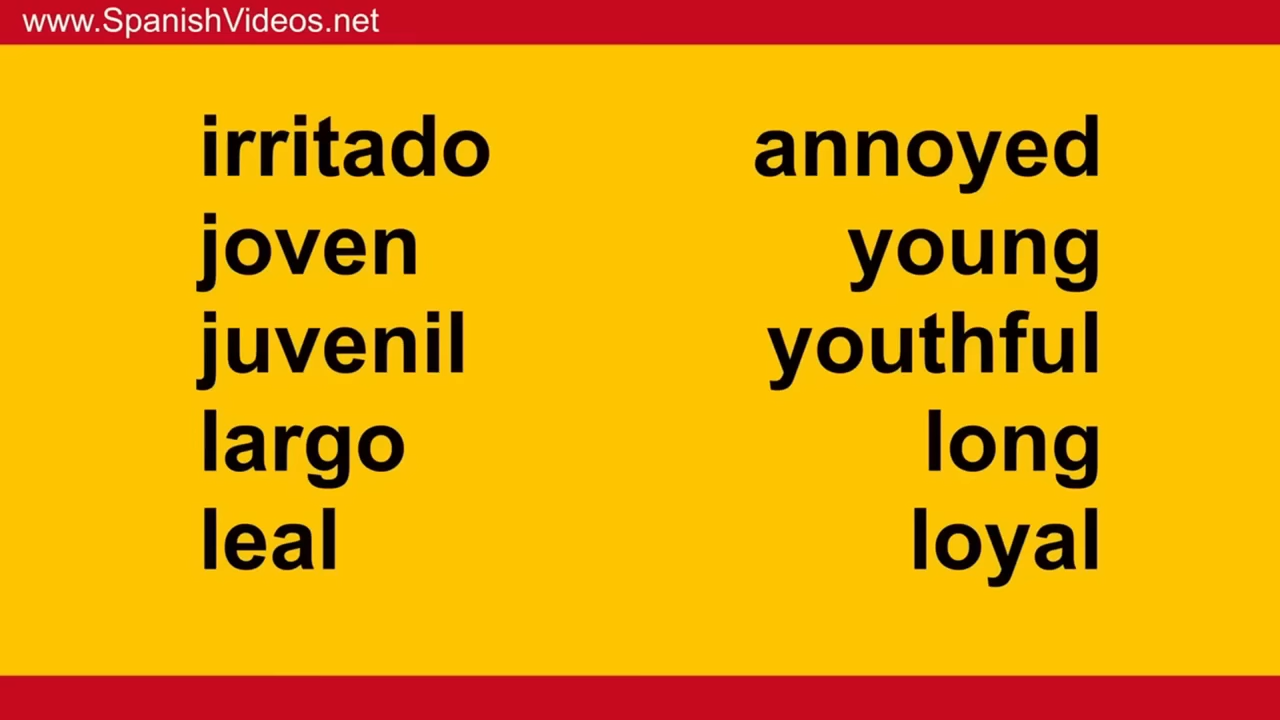 www.SpanishVideos.net
irritado annoyed
joven young
juvenil youthful
largo long
leal loyal